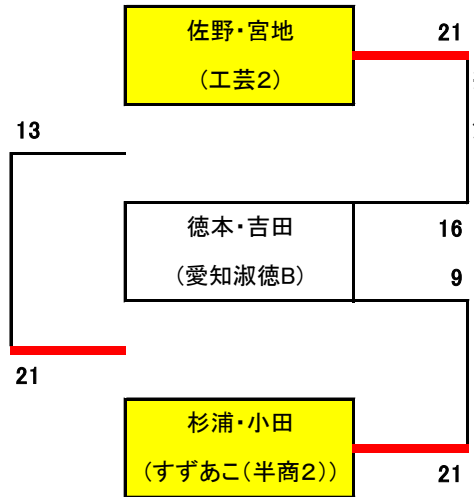 佐野・宮地
(工芸2)
21
13
徳本・吉田
(愛知淑徳B)
16
9
21
杉浦・小田
(すずあこ(半商2))
21